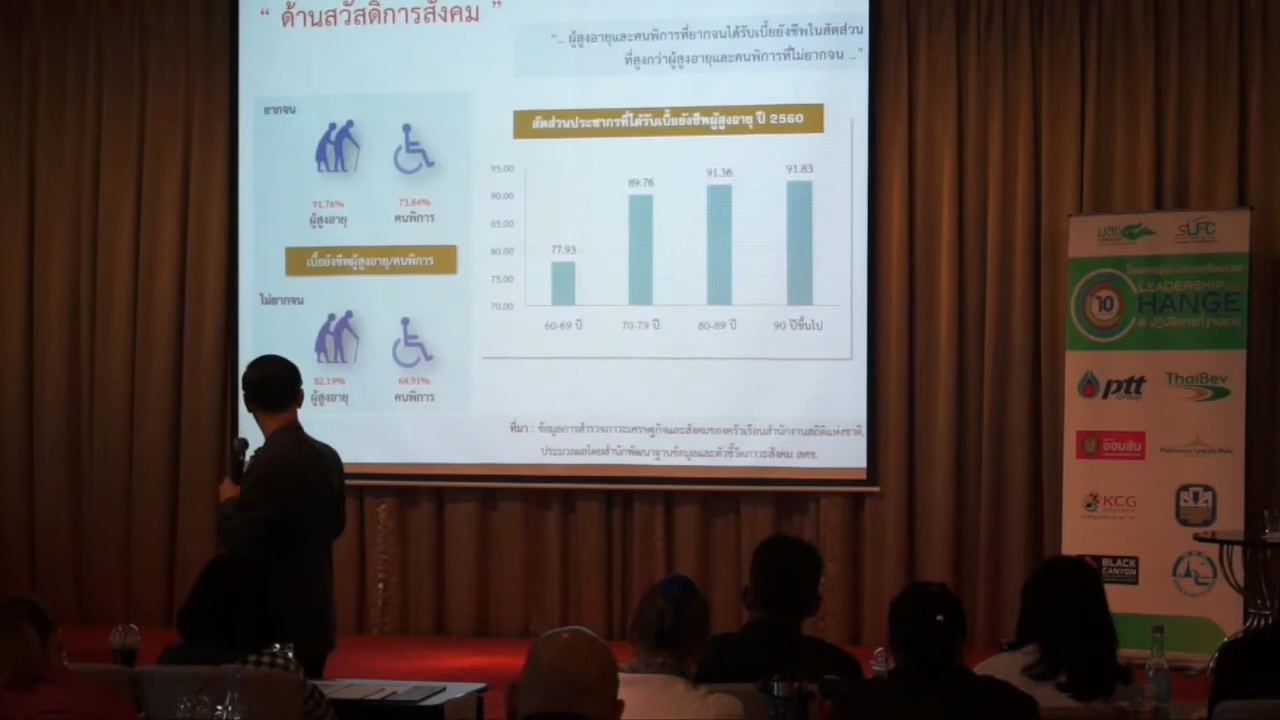 “ ด้านสวัสดิการสังคม ”
“.. ผู้สูงอายุและคนพิการที่ยากจนได้รับเบี้ยยังชีพในสัดส่วน
ที่สูงกว่าผู้สูงอายุและคนพิการที่ไม่ยากจน ..”
ยากจน
91.76%
73.84%
ผู้สูงอายุ
คนพิการ
เบี้ยยังชีพผู้สูงอายุ/คนพิการ
ไม่ยากจน
82.19%
64.91%
ผู้สูงอายุ
คนพิการ
สัดส่วนประชากรที่ได้รับเบี้ยยังชีพผู้สูงอายุ ปี 2560
95.00
90.00
85.00
80.00
75.00
70.00
77.93
89.76
91.36
91.83
60-69 ปี
70-79 ปี
80-89 ปี
90 ปีขึ้นไป
ที่มา : ข้อมูลการสำรวจภาวะเศรษฐกิจและสังคมของครัวเรือนสำนักงานสถิติแห่งชาติ,
ประมวลผลโดยสำนักพัฒนาฐานข้อมูลและตัวชี้วัดภาวะสังคม สศช.
SLFC
LEADERSHIP
10
HANGE
ptt
Group
ThaiBev
ออมสิน
KCG
BLACK
CANYON